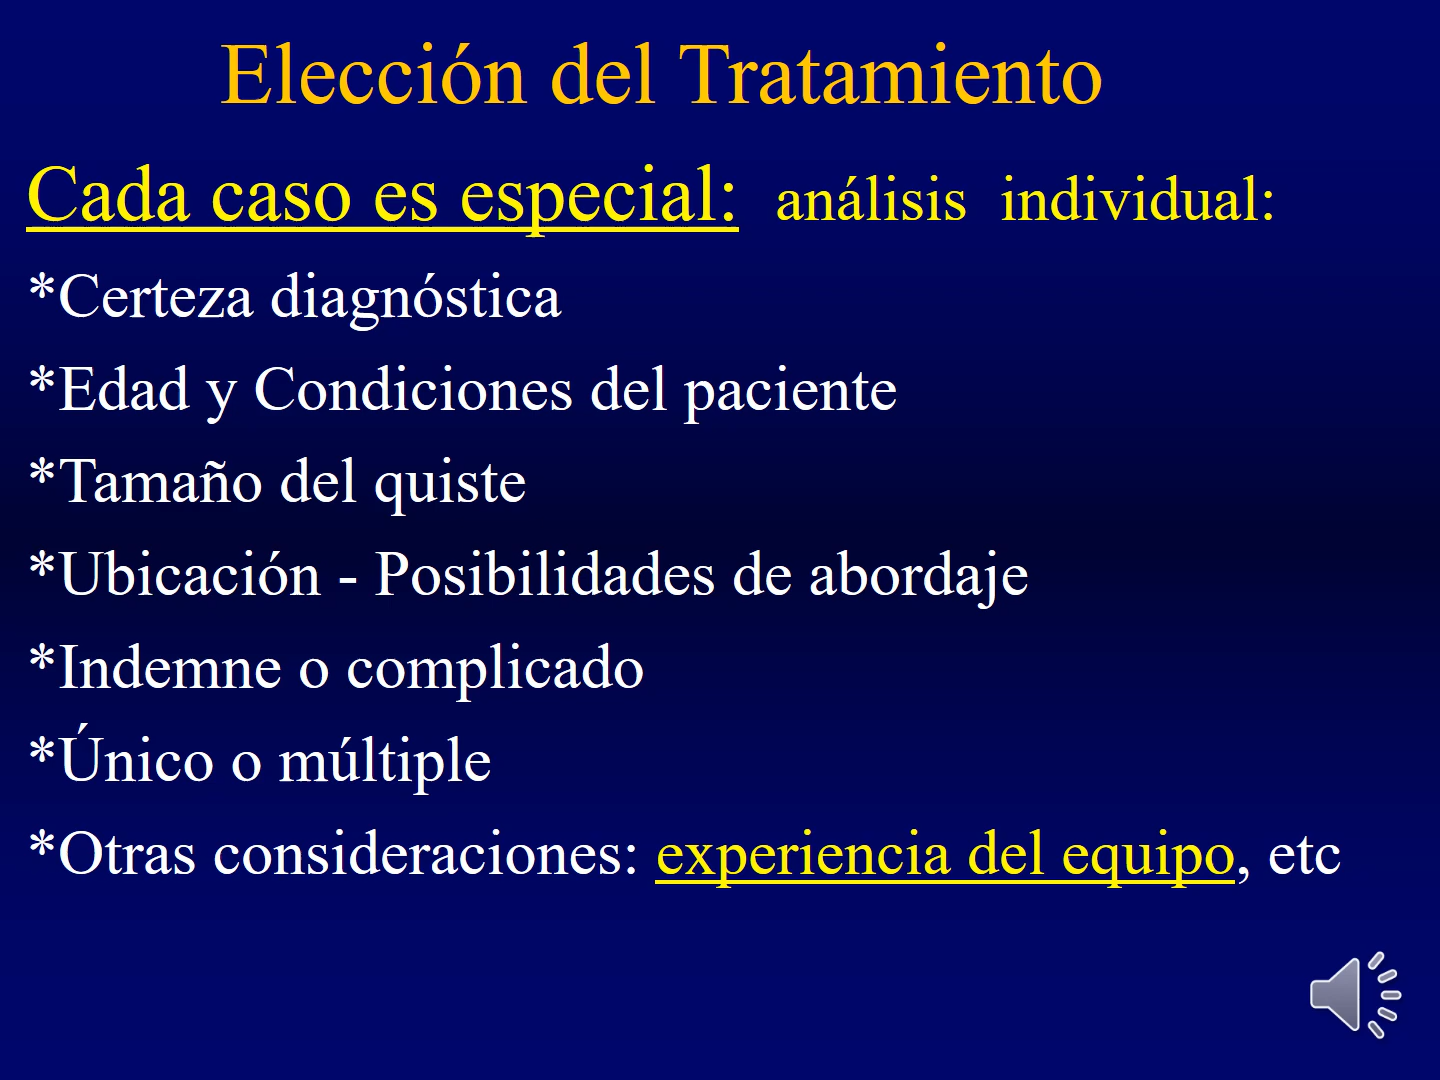 Elección del Tratamiento
Cada caso es especial: análisis individual:
*Certeza diagnóstica
*Edad y Condiciones del paciente
*Tamaño del quiste
*Ubicación - Posibilidades de abordaje
*Indemne o complicado
*Único o múltiple
*Otras consideraciones: experiencia del equipo, etc